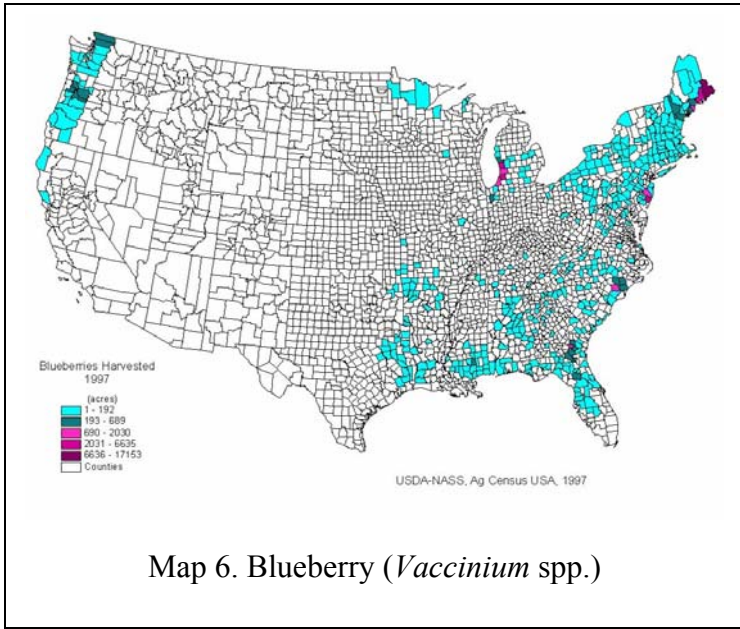 Blueberries Harvested
1997
(acres)
1 - 192
193 - 689
690 - 2030
2031 - 6635
6636 - 17153
Counties
USDA-NASS, Ag Census USA, 1997
Map 6. Blueberry (Vaccinium spp.)